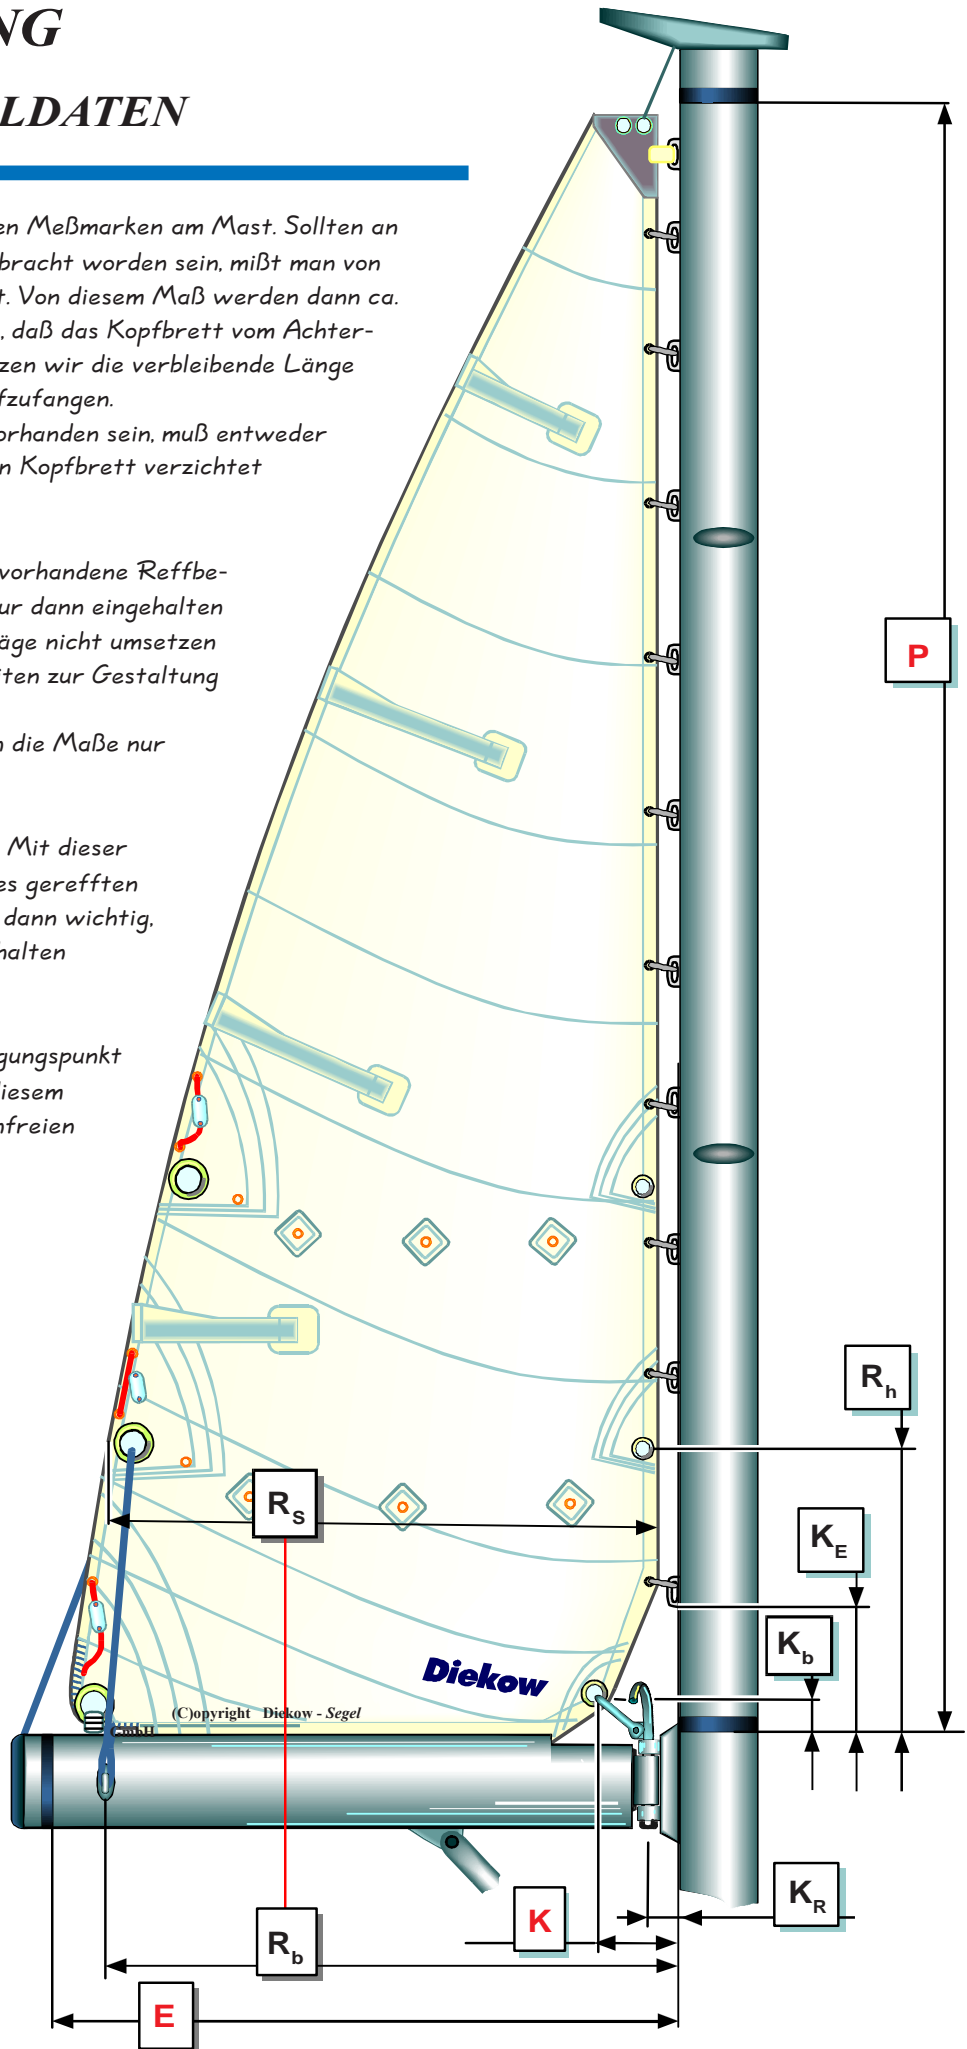 NG
LDATEN
en Meßmarken am Mast. Sollten an
bracht worden sein, mißt man von
t. Von diesem Maß werden dann ca.
, daß das Kopfbrett vom Achter-
zen wir die verbleibende Länge
fzufangen.
orhanden sein, muß entweder
n Kopfbrett verzichtet
vorhandene Reffbe-
ur dann eingehalten
äge nicht umsetzen
iten zur Gestaltung
n die Maße nur
Mit dieser
es gerefften
dann wichtig,
halten
gungspunkt
diesem
nfreien
P
Rh
RS
KE
Kb
Diekow
(C)opyright Diekow - Segel
GmbH
KR
K
Rb
E